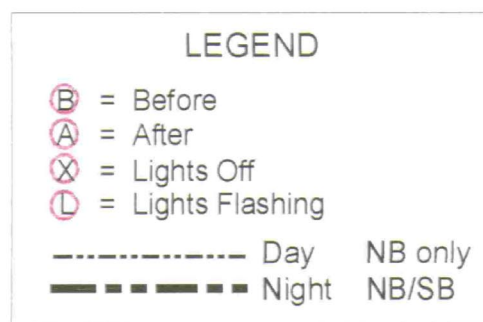 LEGEND
B = Before
A = After
X = Lights Off
L = Lights Flashing
Day NB only
Night NB/SB